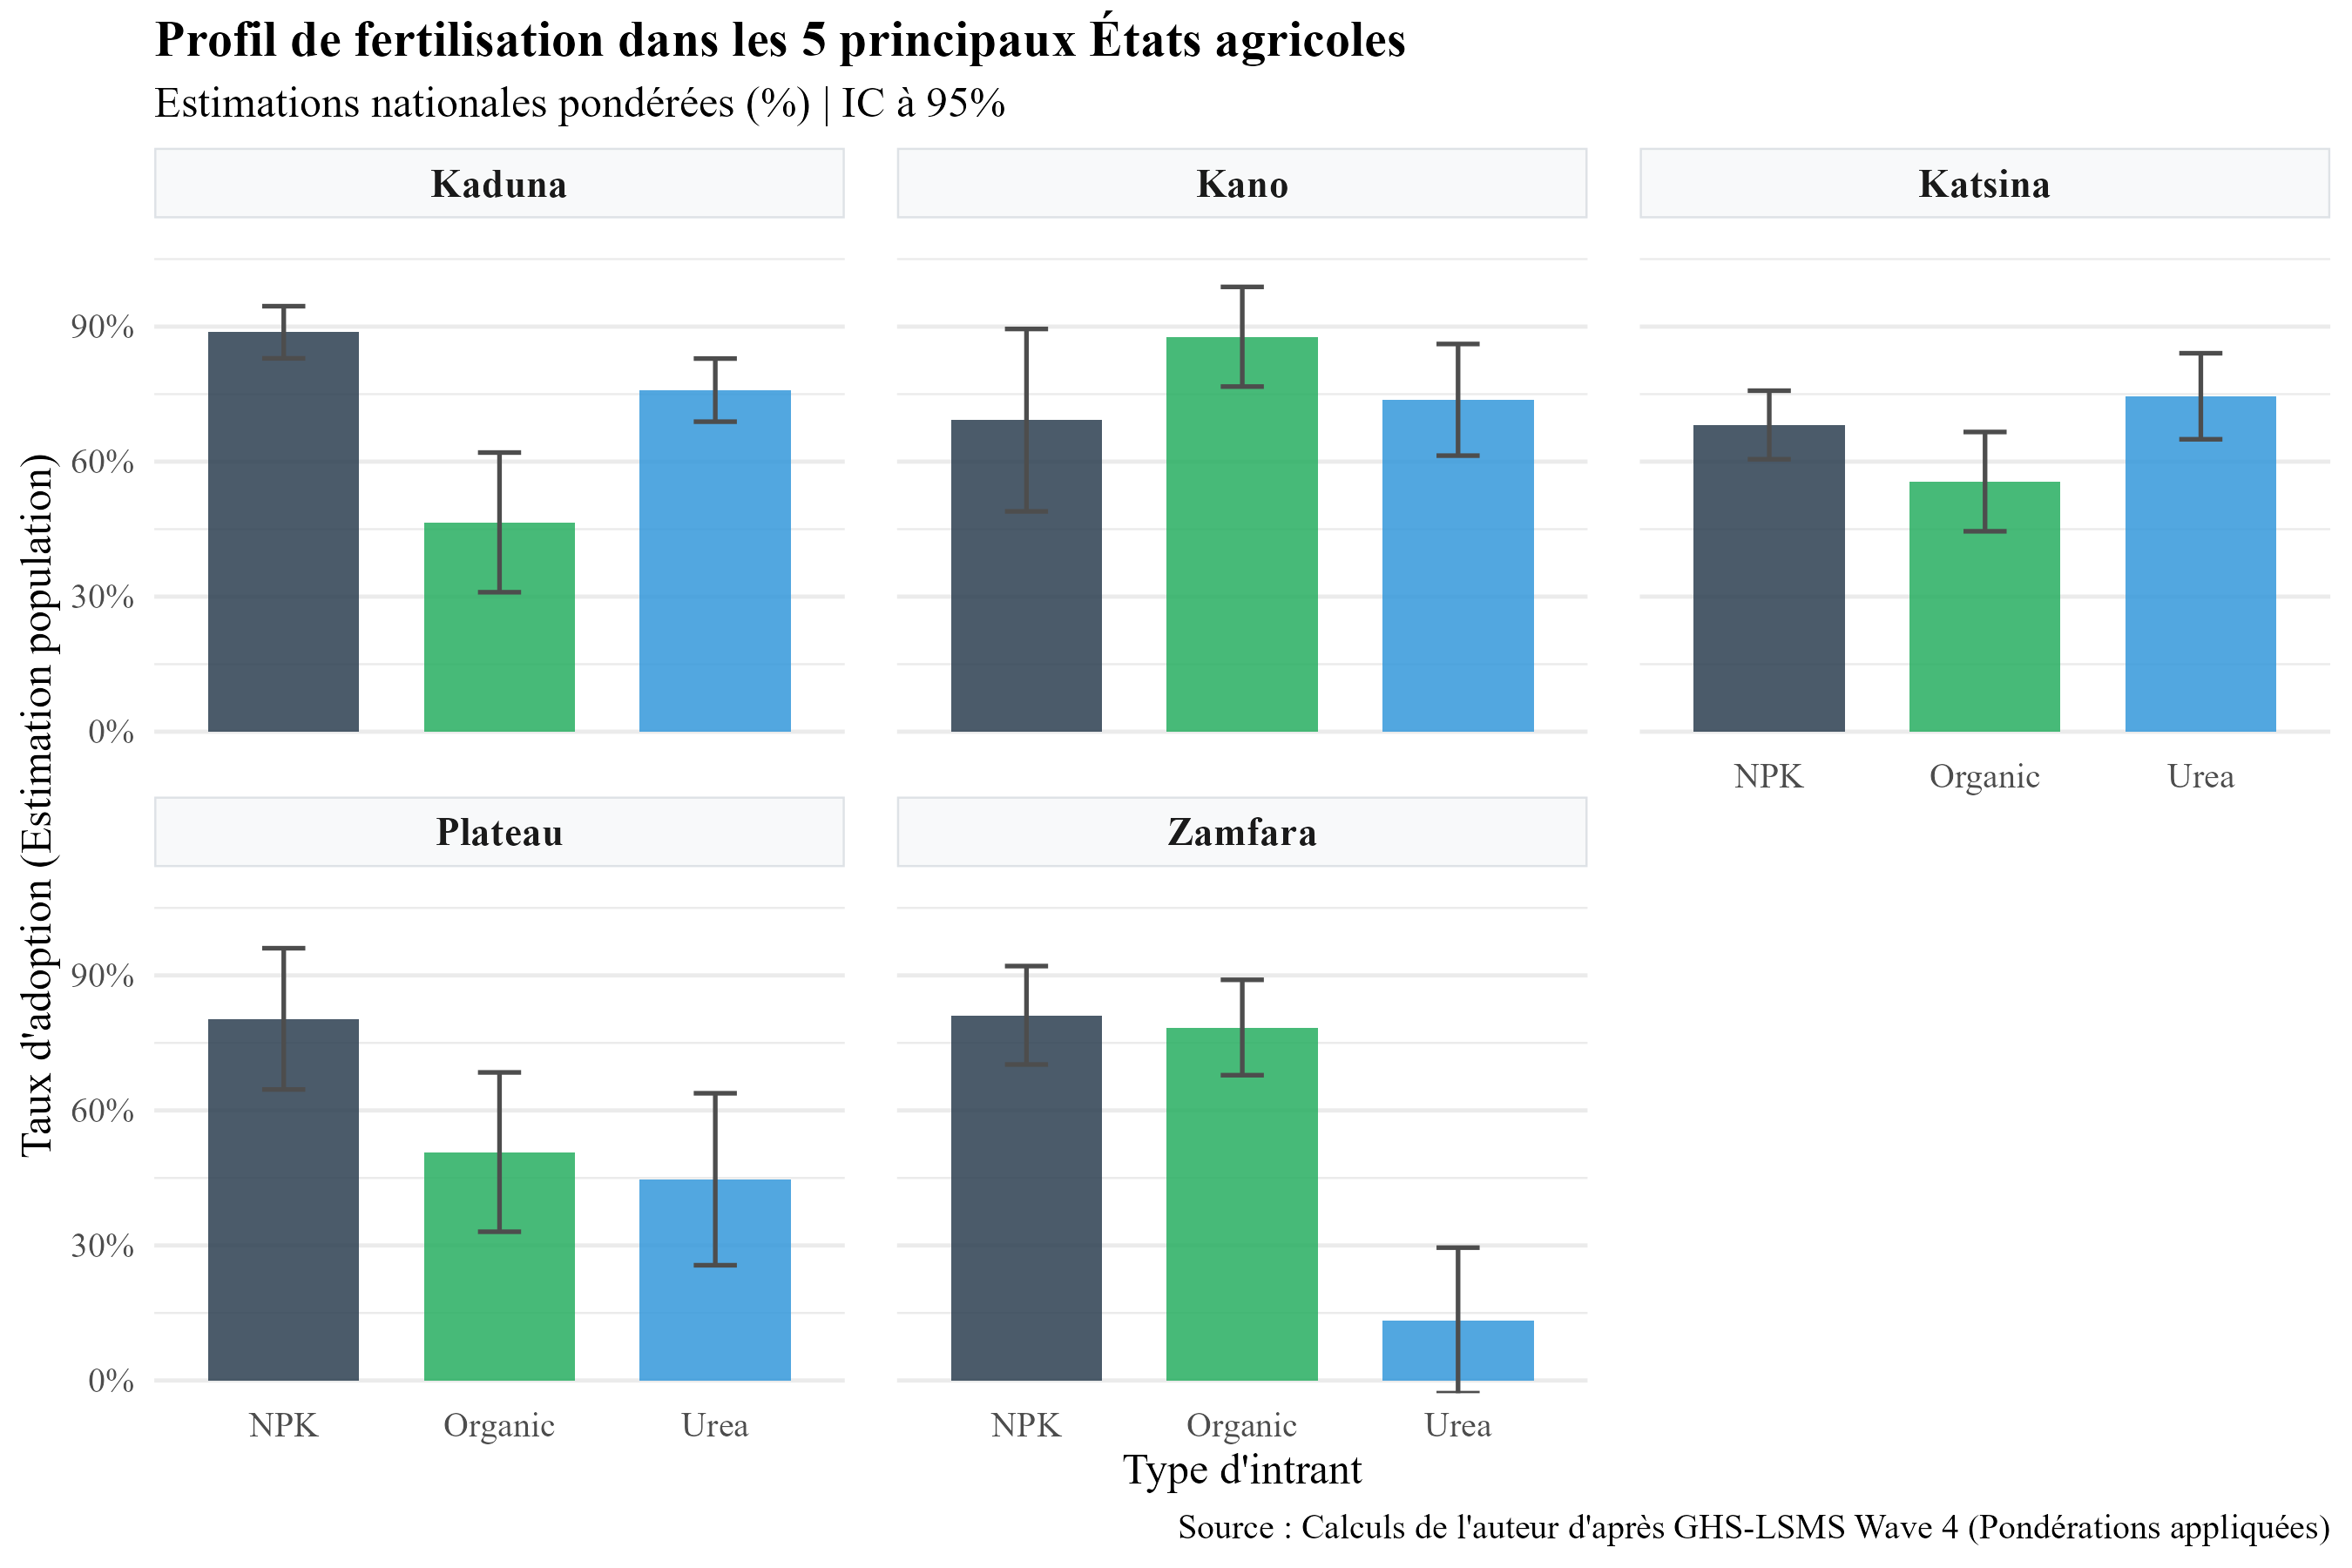 Profil de fertilisation dans les 5 principaux États agricoles
Estimations nationales pondérées (%) | IC à 95%
Taux d'adoption (Estimation population)
Kaduna
Kano
Katsina
90%
60%
30%
0%
NPK
Organic
Urea
Plateau
Zamfara
90%
60%
30%
0%
NPK
Organic
Urea
NPK
Organic
Urea
Type d'intrant
Source : Calculs de l'auteur d'après GHS-LSMS Wave 4 (Pondérations appliquées)